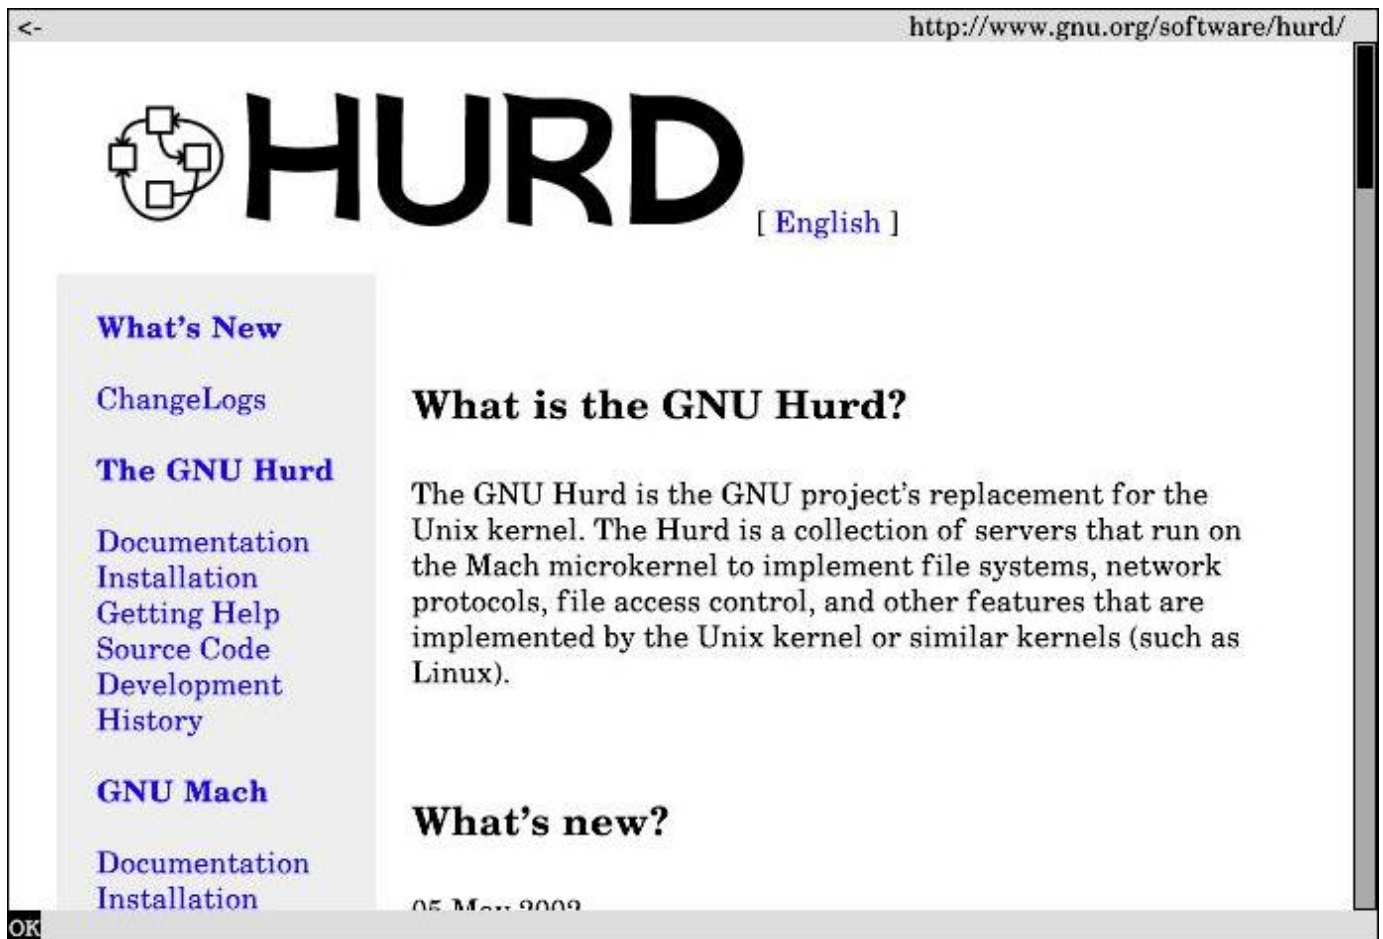 <- http://www.gnu.org/software/hurd/
HURD [ English ]
What's New
ChangeLogs
The GNU Hurd
Documentation
Installation
Getting Help
Source Code
Development
History
GNU Mach
Documentation
Installation
What is the GNU Hurd?
The GNU Hurd is the GNU project's replacement for the
Unix kernel. The Hurd is a collection of servers that run on
the Mach microkernel to implement file systems, network
protocols, file access control, and other features that are
implemented by the Unix kernel or similar kernels (such as
Linux).
What's new?
05 May 2002
OK